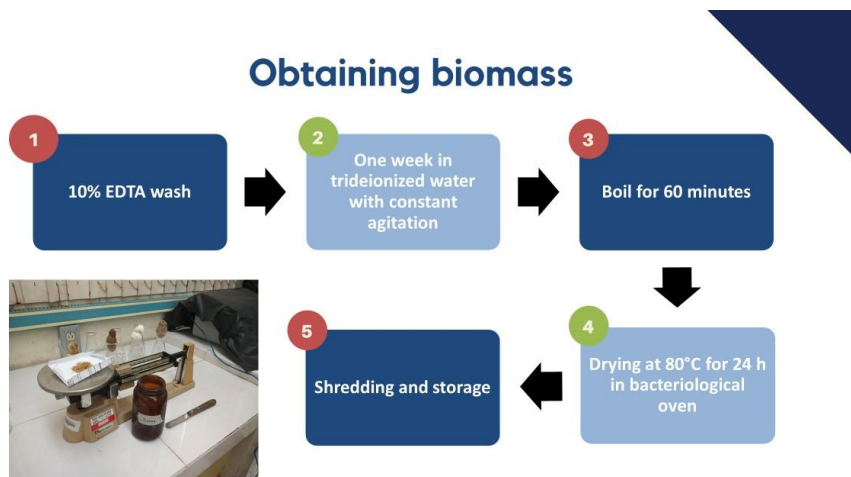 Obtaining biomass
1
10% EDTA wash
2
One week in
trideionized water
with constant
agitation
3
Boil for 60 minutes
4
Drying at 80°C for 24 h
in bacteriological
oven
5
Shredding and storage